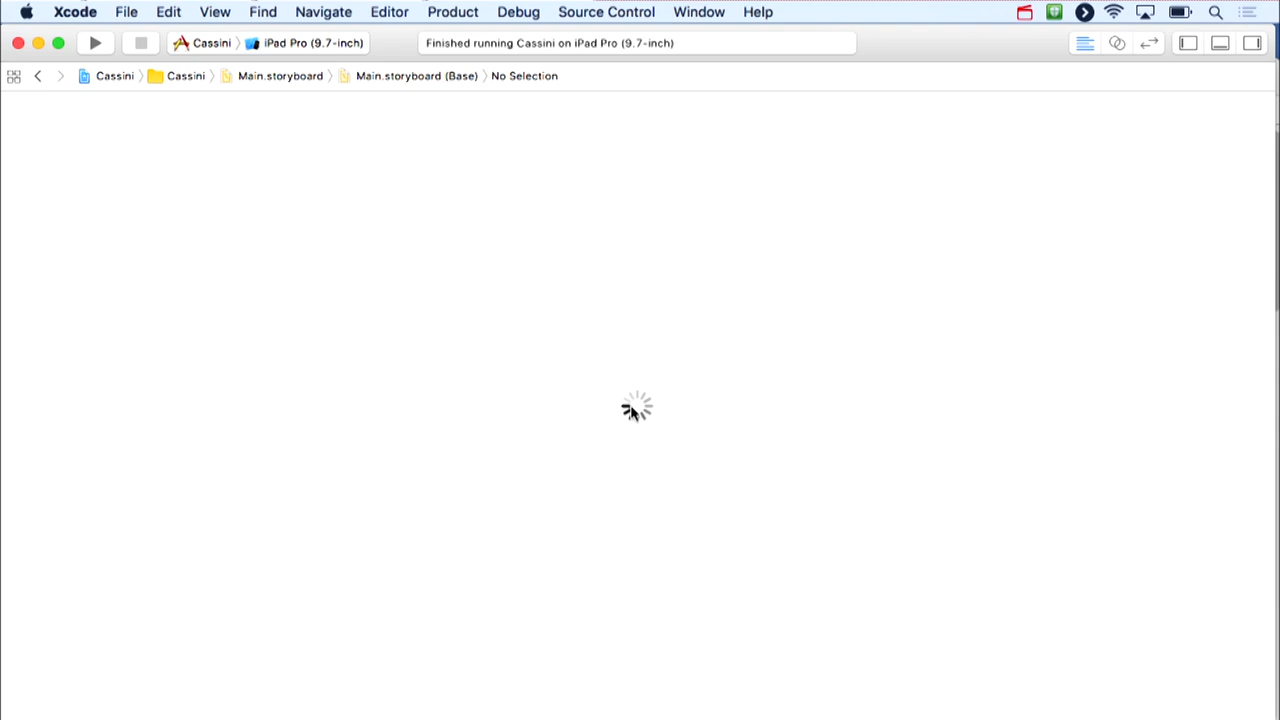 Xcode File Edit View Find Navigate Editor Product Debug Source Control Window Help
Cassini iPad Pro (9.7-inch) Finished running Cassini on iPad Pro (9.7-inch)
Cassini Cassini Main.storyboard Main.storyboard (Base) No Selection